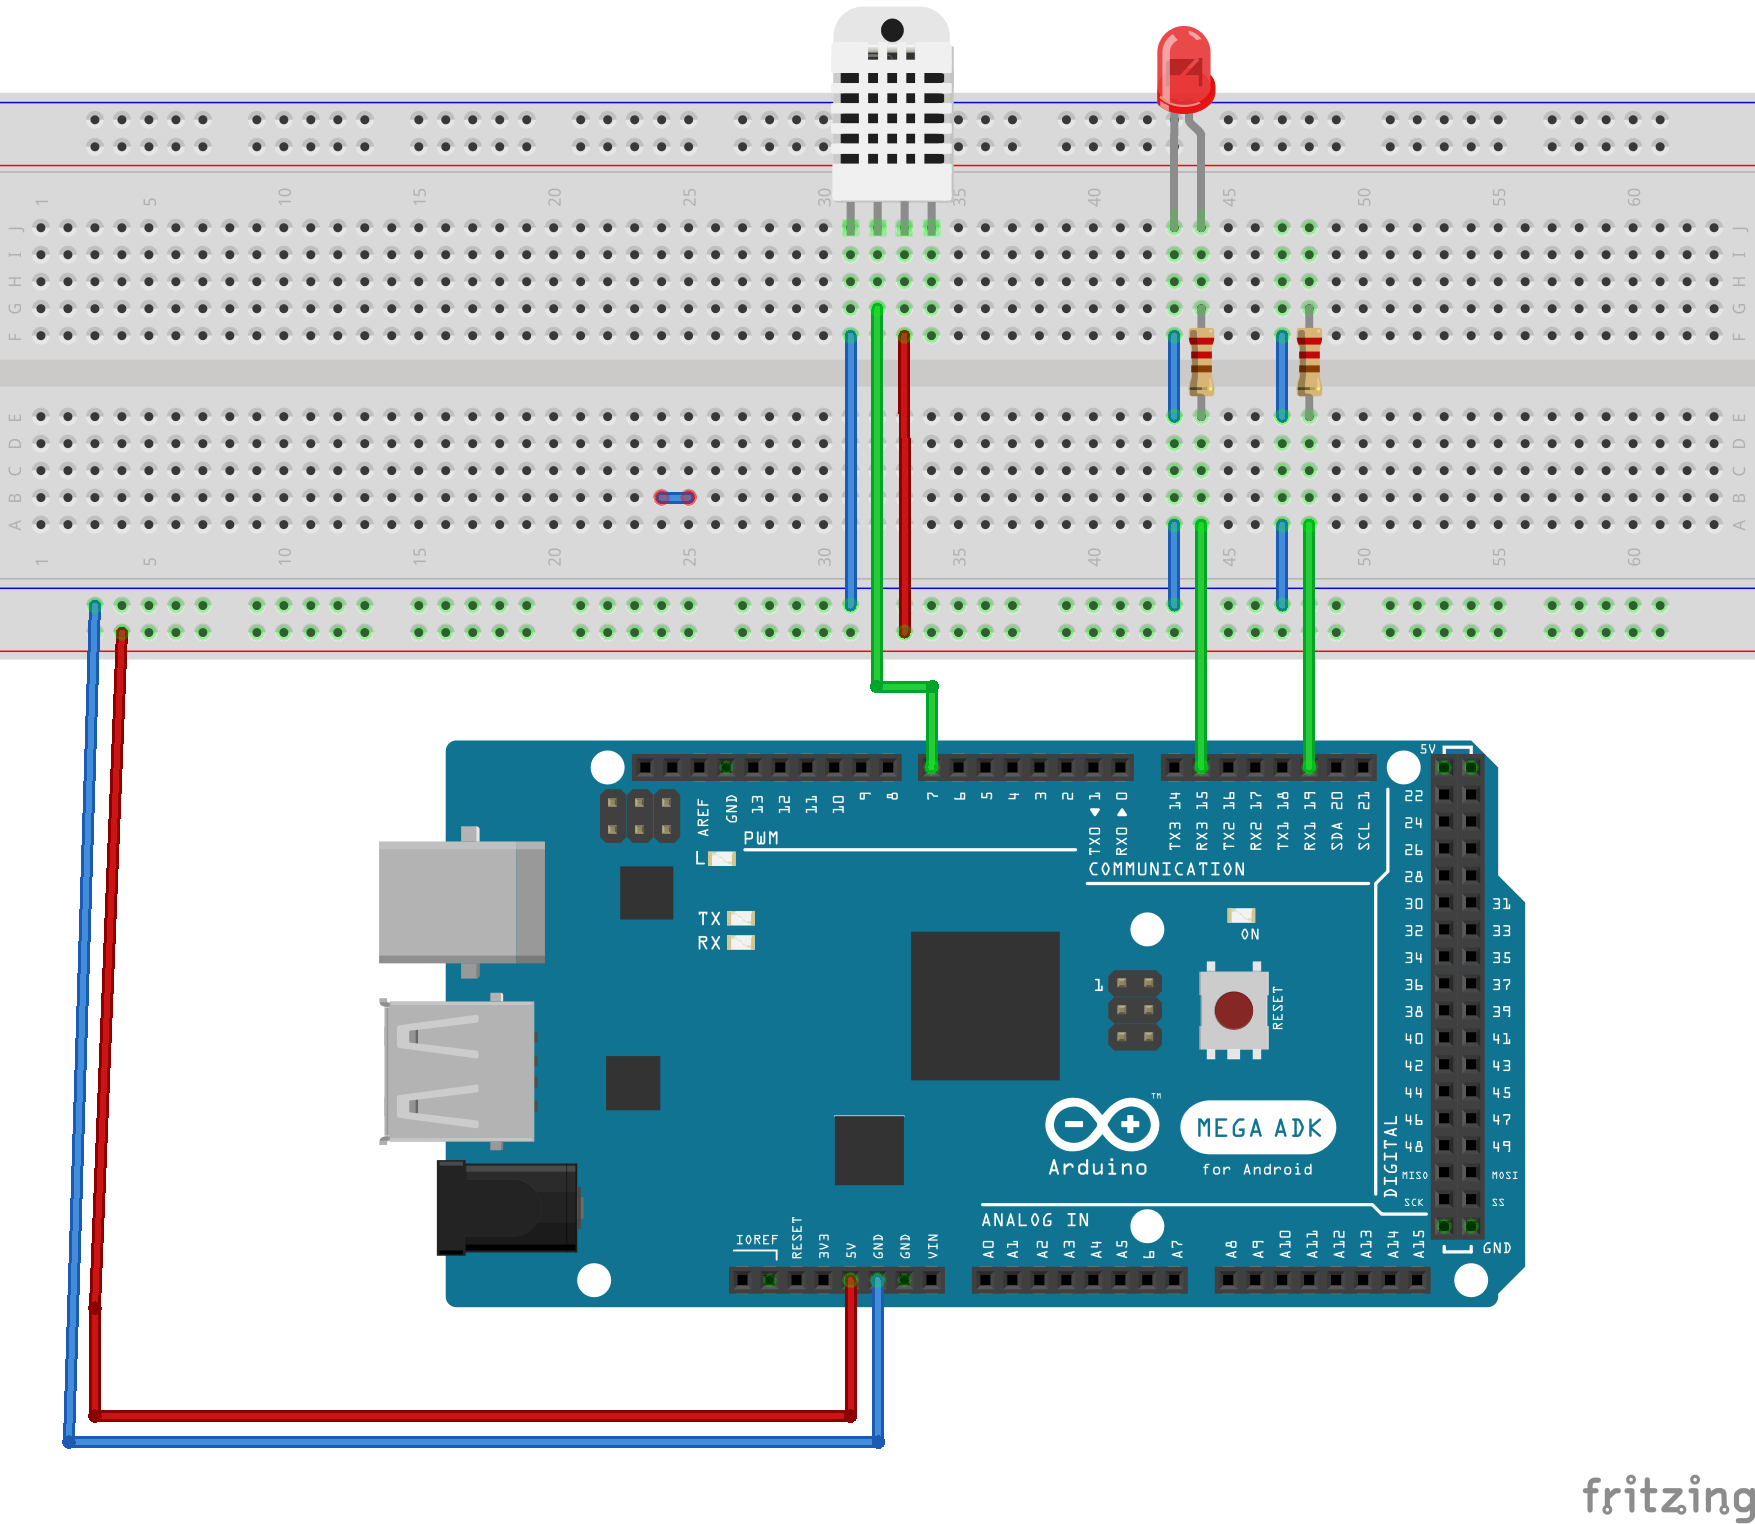 1 5 10 15 20 25 30 35 40 45 50 55 60
J J
I I
H H
G G
F F
E E
D D
C C
B B
A A
1 5 10 15 20 25 30 35 40 45 50 55 60
5V
AREF GND 13 12 11 10 9 8 7 6 5 4 3 2 TX0 1 RX0 0 TX3 14 RX3 15 TX2 16 RX2 17 TX1 18 RX1 19 SDA 20 SCL 21
22
24
26
28
30 31
32 33
34 35
36 37
38 39
40 41
42 43
44 45
46 47
48 49
MISO MOSI
SCK SS
GND
DIGITAL
L
PWM
COMMUNICATION
TX
RX
ON
1
RESET
TM
MEGA ADK
Arduino
for Android
ANALOG IN
IOREF RESET 3V3 5V GND GND VIN A0 A1 A2 A3 A4 A5 6 A7 A8 A9 A10 A11 A12 A13 A14 A15
fritzing